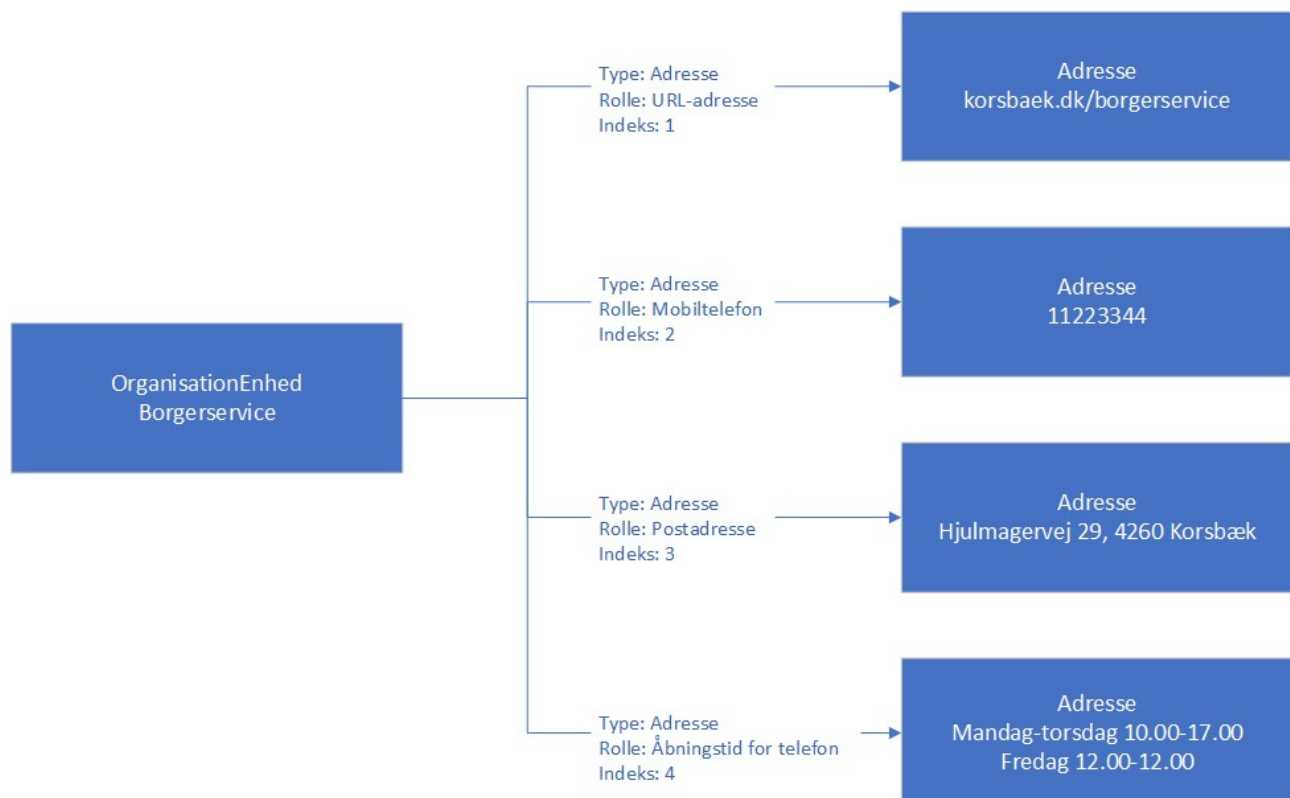 Type: Adresse
Rolle: URL-adresse
Indeks: 1
Adresse
korsbaek.dk/borgerservice
Type: Adresse
Rolle: Mobiltelefon
Indeks: 2
Adresse
11223344
OrganisationEnhed
Borgerservice
Type: Adresse
Rolle: Postadresse
Indeks: 3
Adresse
Hjulmagervej 29, 4260 Korsbæk
Type: Adresse
Rolle: Åbningstid for telefon
Indeks: 4
Adresse
Mandag-torsdag 10.00-17.00
Fredag 12.00-12.00